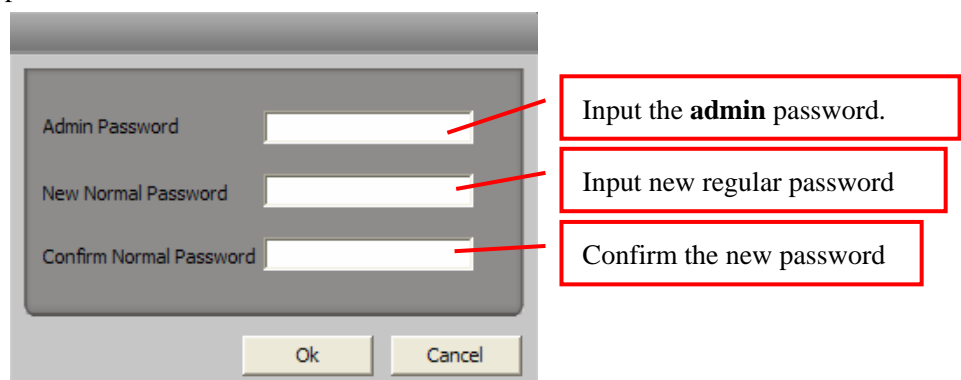 Admin Password
Input the admin password.
New Normal Password
Input new regular password
Confirm Normal Password
Confirm the new password
Ok
Cancel